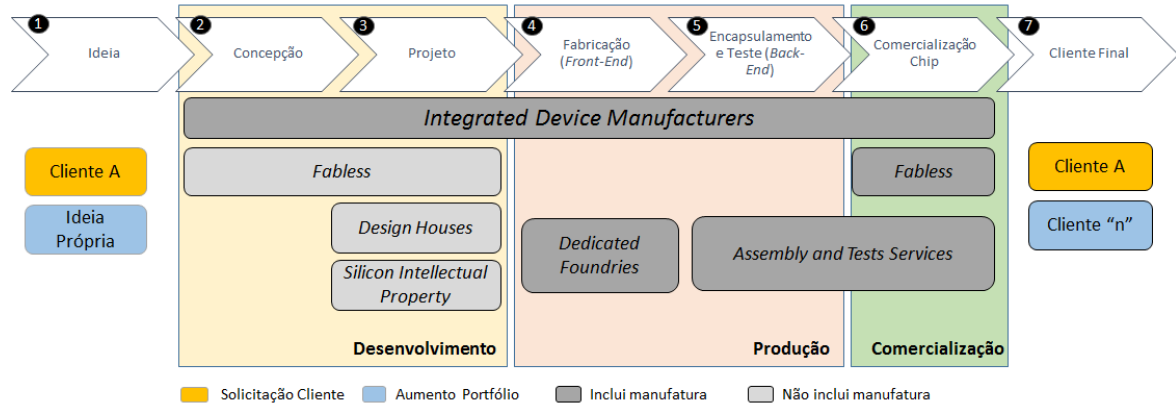 1
Ideia
2
Concepção
3
Projeto
4
Fabricação
(Front-End)
5
Encapsulamento
e Teste (Back-
End)
6
Comercialização
Chip
7
Cliente Final
Integrated Device Manufacturers
Cliente A
Fabless
Fabless
Cliente A
Ideia
Própria
Design Houses
Dedicated
Foundries
Assembly and Tests Services
Cliente “n”
Silicon Intellectual
Property
Desenvolvimento
Produção
Comercialização
Solicitação Cliente
Aumento Portfólio
Inclui manufatura
Não inclui manufatura